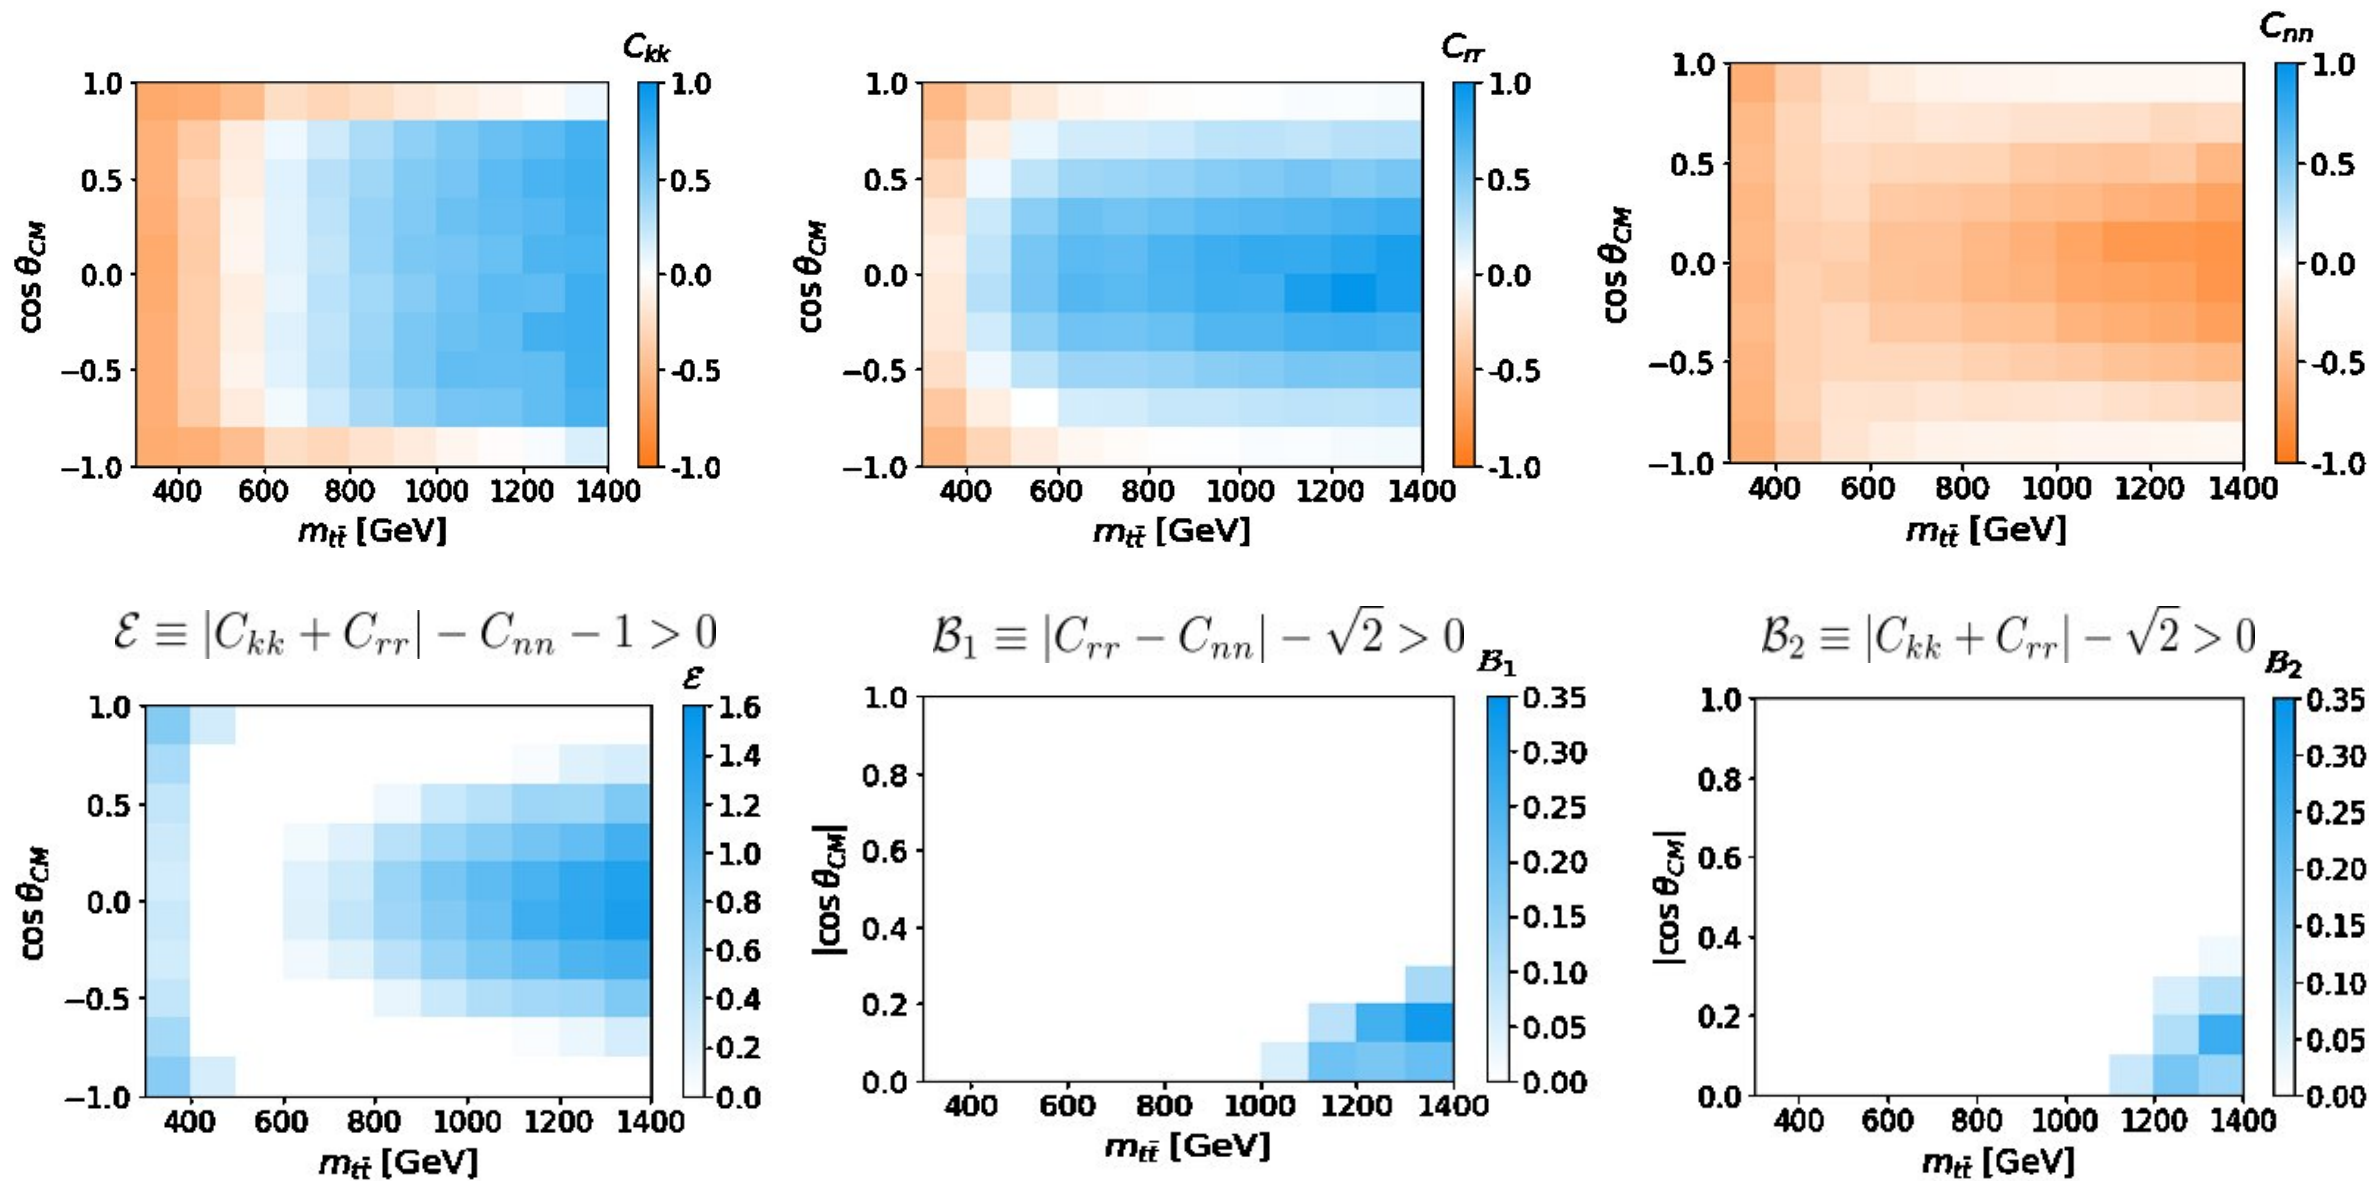 C_kk
1.0
0.5
0.0
−0.5
−1.0
cos θ_CM
400 600 800 1000 1200 1400
m_tt̄ [GeV]
1.0
0.5
0.0
-0.5
-1.0
C_rr
1.0
0.5
0.0
−0.5
−1.0
cos θ_CM
400 600 800 1000 1200 1400
m_tt̄ [GeV]
1.0
0.5
0.0
-0.5
-1.0
C_nn
1.0
0.5
0.0
−0.5
−1.0
cos θ_CM
400 600 800 1000 1200 1400
m_tt̄ [GeV]
1.0
0.5
0.0
-0.5
-1.0
ℰ ≡ |C_kk + C_rr| − C_nn − 1 > 0
ℰ
1.0
0.5
0.0
−0.5
−1.0
cos θ_CM
400 600 800 1000 1200 1400
m_tt̄ [GeV]
1.6
1.4
1.2
1.0
0.8
0.6
0.4
0.2
0.0
ℬ₁ ≡ |C_rr − C_nn| − √2 > 0
ℬ₁
1.0
0.8
0.6
0.4
0.2
0.0
|cos θ_CM|
400 600 800 1000 1200 1400
m_tt̄ [GeV]
0.35
0.30
0.25
0.20
0.15
0.10
0.05
0.00
ℬ₂ ≡ |C_kk + C_rr| − √2 > 0
ℬ₂
1.0
0.8
0.6
0.4
0.2
0.0
|cos θ_CM|
400 600 800 1000 1200 1400
m_tt̄ [GeV]
0.35
0.30
0.25
0.20
0.15
0.10
0.05
0.00